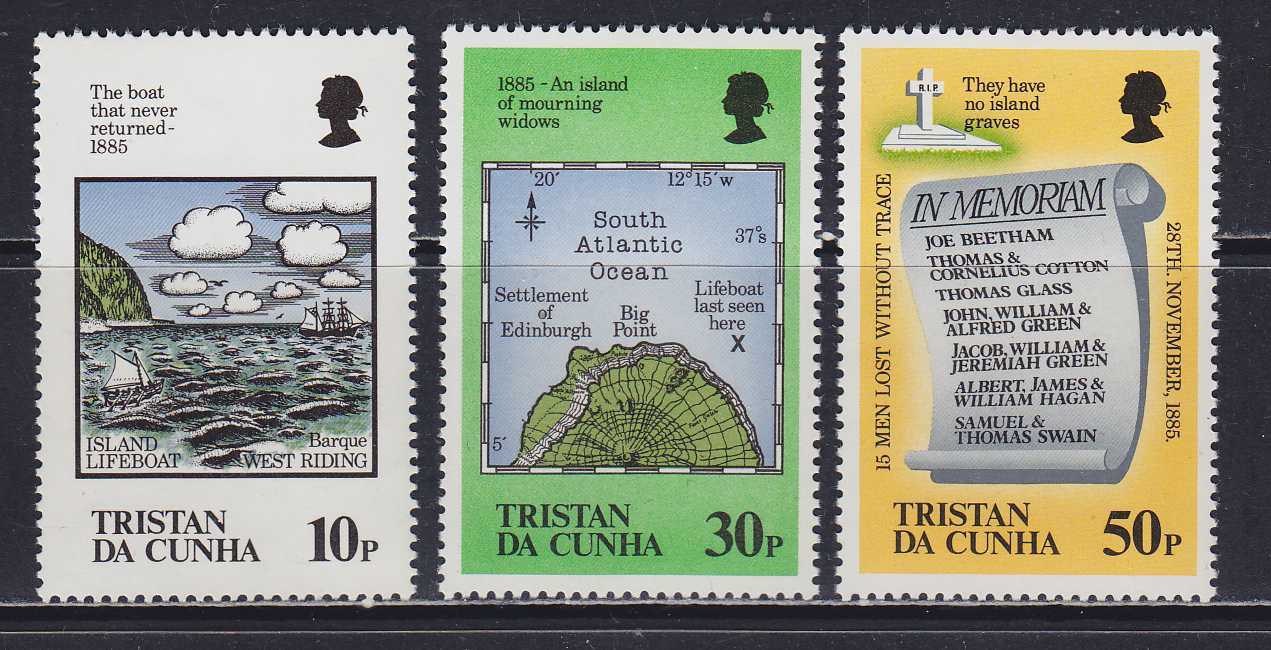 The boat
that never
returned-
1885
ISLAND
LIFEBOAT
Barque
WEST RIDING
TRISTAN
DA CUNHA
10P
1885 - An island
of mourning
widows
20′
12°15′w
South
Atlantic
Ocean
37°s
Settlement
of
Edinburgh
Big
Point
Lifeboat
last seen
here
X
5′
TRISTAN
DA CUNHA
30P
R.I.P.
They have
no island
graves
15 MEN LOST WITHOUT TRACE
IN MEMORIAM
JOE BEETHAM
THOMAS &
CORNELIUS COTTON
THOMAS GLASS
JOHN, WILLIAM &
ALFRED GREEN
JACOB, WILLIAM &
JEREMIAH GREEN
ALBERT, JAMES &
WILLIAM HAGAN
SAMUEL &
THOMAS SWAIN
28TH. NOVEMBER, 1885.
TRISTAN
DA CUNHA
50P